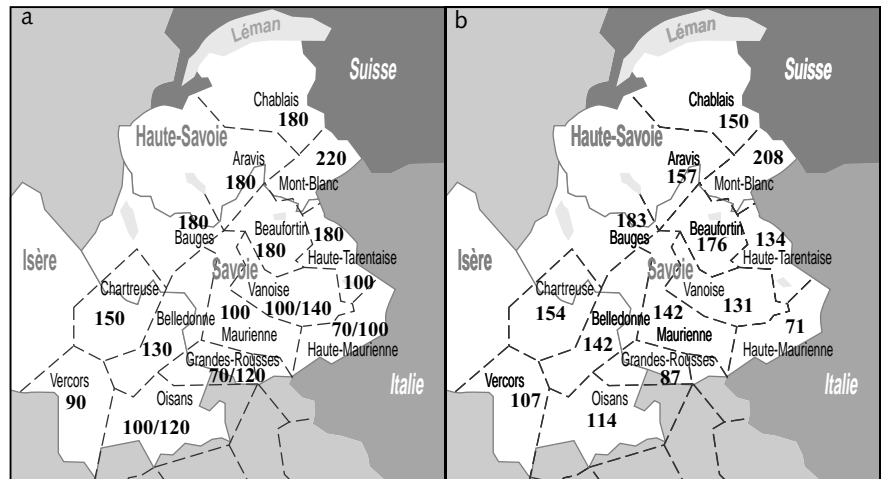 a
Léman
Suisse
Chablais
180
Haute-Savoie
Aravis
220
180
Mont-Blanc
180
Beaufortin
180
Bauges
180
Haute-Tarentaise
Isère
Savoie
100
Chartreuse
Vanoise
100
100/140
150
Belledonne
70/100
Maurienne
130
Haute-Maurienne
Grandes-Rousses
70/120
Vercors
Italie
90
Oisans
100/120
b
Léman
Suisse
Chablais
150
Haute-Savoie
Aravis
208
157
Mont-Blanc
183
Beaufortin
134
Bauges
176
Haute-Tarentaise
Isère
Savoie
Chartreuse
Vanoise
131
154
Belledonne
142
71
Maurienne
142
Haute-Maurienne
Grandes-Rousses
87
Vercors
Italie
107
Oisans
114